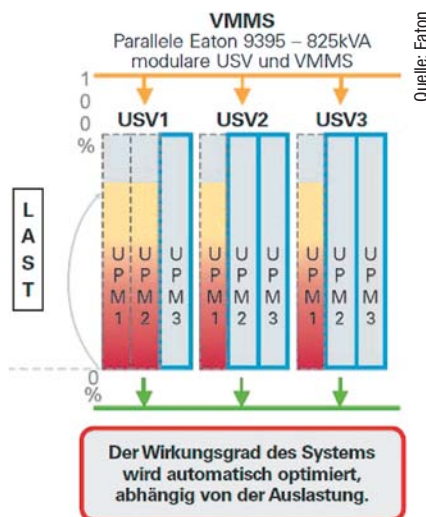 VMMS
Parallele Eaton 9395 – 825kVA
modulare USV und VMMS
Quelle: Eaton
100%
USV1 USV2 USV3
LAST
UPM1 UPM2 UPM3 UPM1 UPM2 UPM3 UPM1 UPM2 UPM3
0%
Der Wirkungsgrad des Systems
wird automatisch optimiert,
abhängig von der Auslastung.